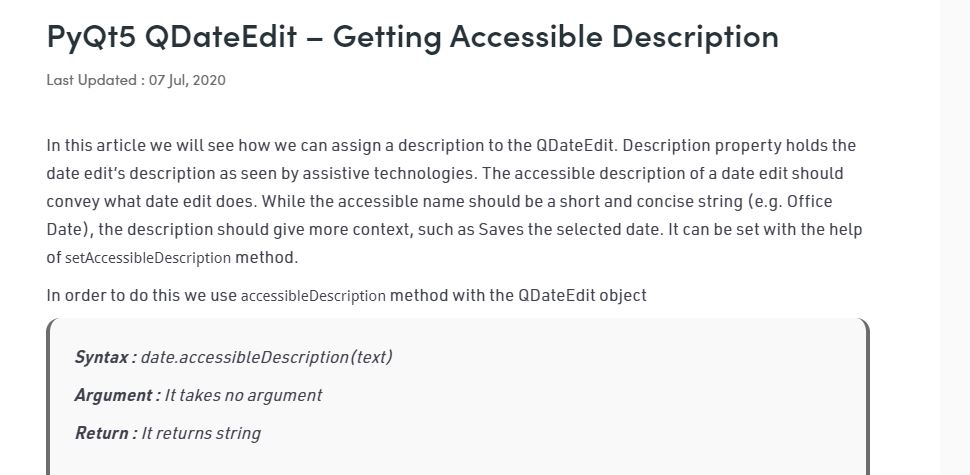 PyQt5 QDateEdit – Getting Accessible Description
Last Updated : 07 Jul, 2020
In this article we will see how we can assign a description to the QDateEdit. Description property holds the
date edit’s description as seen by assistive technologies. The accessible description of a date edit should
convey what date edit does. While the accessible name should be a short and concise string (e.g. Office
Date), the description should give more context, such as Saves the selected date. It can be set with the help
of setAccessibleDescription method.
In order to do this we use accessibleDescription method with the QDateEdit object
Syntax : date.accessibleDescription(text)
Argument : It takes no argument
Return : It returns string